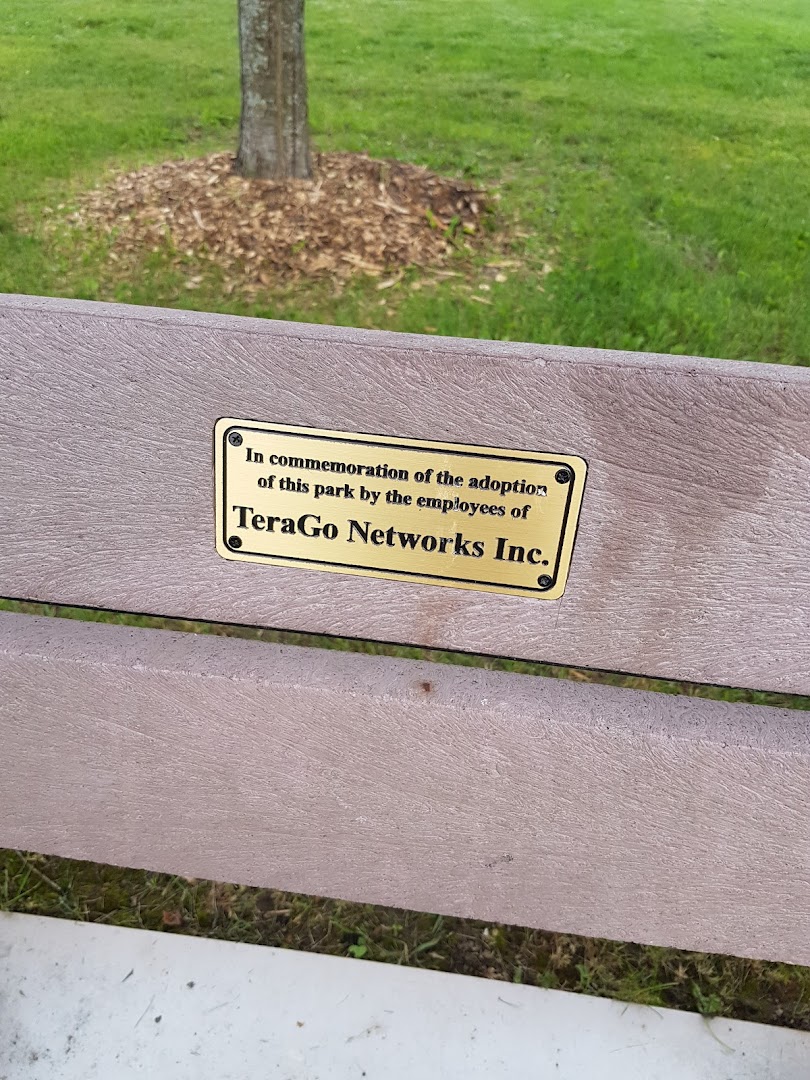 In commemoration of the adoption
of this park by the employees of
TeraGo Networks Inc.